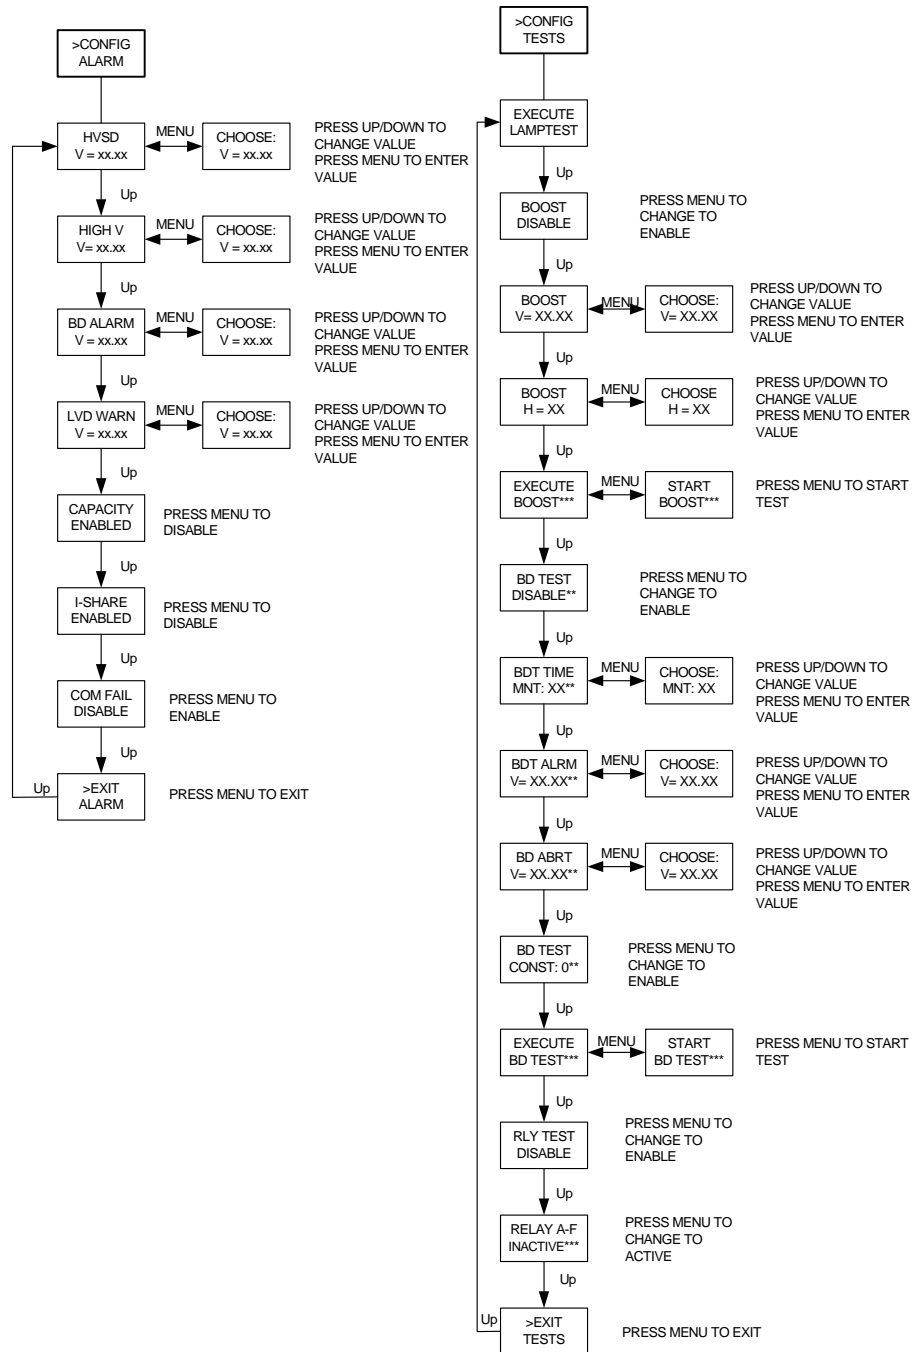 >CONFIG
ALARM
HVSD
V = xx.xx
MENU
CHOOSE:
V = xx.xx
PRESS UP/DOWN TO
CHANGE VALUE
PRESS MENU TO ENTER
VALUE
Up
HIGH V
V= xx.xx
MENU
CHOOSE:
V = xx.xx
PRESS UP/DOWN TO
CHANGE VALUE
PRESS MENU TO ENTER
VALUE
Up
BD ALARM
V = xx.xx
MENU
CHOOSE:
V = xx.xx
PRESS UP/DOWN TO
CHANGE VALUE
PRESS MENU TO ENTER
VALUE
Up
LVD WARN
V = xx.xx
MENU
CHOOSE:
V = xx.xx
PRESS UP/DOWN TO
CHANGE VALUE
PRESS MENU TO ENTER
VALUE
Up
CAPACITY
ENABLED
PRESS MENU TO
DISABLE
Up
I-SHARE
ENABLED
PRESS MENU TO
DISABLE
Up
COM FAIL
DISABLE
PRESS MENU TO
ENABLE
Up
Up
>EXIT
ALARM
PRESS MENU TO EXIT
>CONFIG
TESTS
EXECUTE
LAMPTEST
Up
BOOST
DISABLE
PRESS MENU TO
CHANGE TO
ENABLE
Up
BOOST
V= XX.XX
MENU
CHOOSE:
V= XX.XX
PRESS UP/DOWN TO
CHANGE VALUE
PRESS MENU TO ENTER
VALUE
Up
BOOST
H = XX
MENU
CHOOSE
H = XX
PRESS UP/DOWN TO
CHANGE VALUE
PRESS MENU TO ENTER
VALUE
Up
EXECUTE
BOOST***
MENU
START
BOOST***
PRESS MENU TO START
TEST
Up
BD TEST
DISABLE**
PRESS MENU TO
CHANGE TO
ENABLE
Up
BDT TIME
MNT: XX**
MENU
CHOOSE:
MNT: XX
PRESS UP/DOWN TO
CHANGE VALUE
PRESS MENU TO ENTER
VALUE
Up
BDT ALRM
V= XX.XX**
MENU
CHOOSE:
V= XX.XX
PRESS UP/DOWN TO
CHANGE VALUE
PRESS MENU TO ENTER
VALUE
Up
BD ABRT
V= XX.XX**
MENU
CHOOSE:
V= XX.XX
PRESS UP/DOWN TO
CHANGE VALUE
PRESS MENU TO ENTER
VALUE
Up
BD TEST
CONST: 0**
PRESS MENU TO
CHANGE TO
ENABLE
Up
EXECUTE
BD TEST***
MENU
START
BD TEST***
PRESS MENU TO START
TEST
Up
RLY TEST
DISABLE
PRESS MENU TO
CHANGE TO
ENABLE
Up
RELAY A-F
INACTIVE***
PRESS MENU TO
CHANGE TO
ACTIVE
Up
Up
>EXIT
TESTS
PRESS MENU TO EXIT